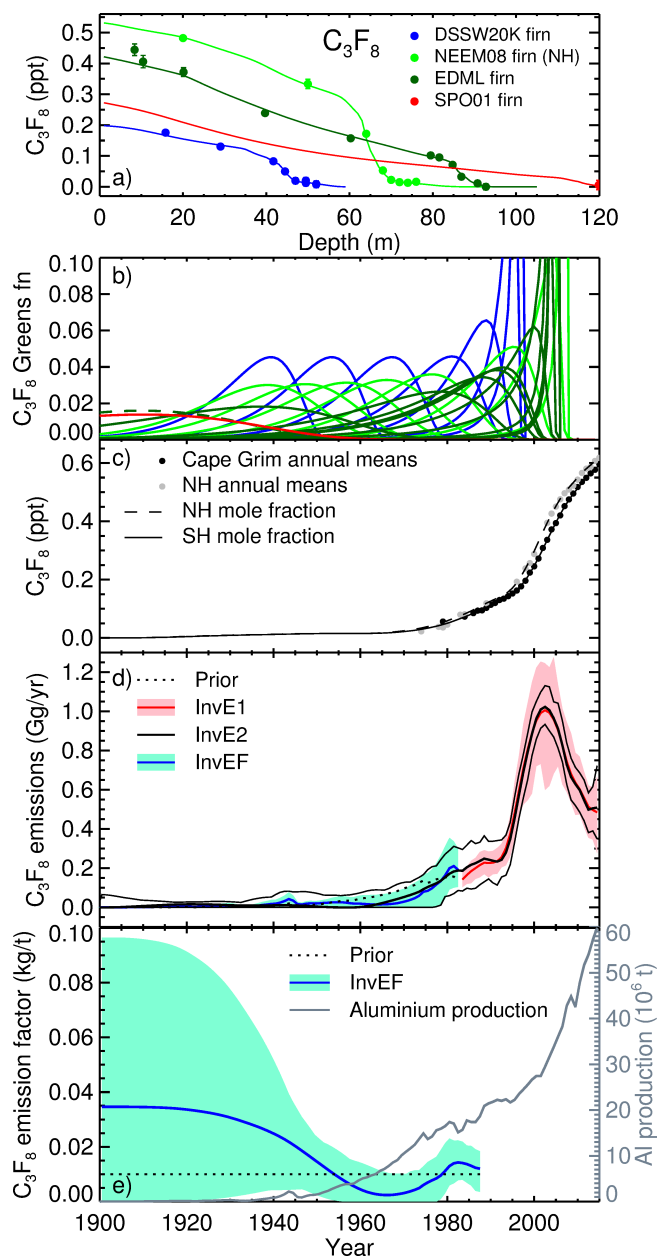 C₃F₈
DSSW20K firn
NEEM08 firn (NH)
EDML firn
SPO01 firn
C₃F₈ (ppt)
0.5
0.4
0.3
0.2
0.1
0.0
a)
0 20 40 60 80 100 120
Depth (m)
b)
C₃F₈ Greens fn
0.10
0.08
0.06
0.04
0.02
0.00
c)
Cape Grim annual means
NH annual means
NH mole fraction
SH mole fraction
C₃F₈ (ppt)
0.6
0.4
0.2
0.0
d)
Prior
InvE1
InvE2
InvEF
C₃F₈ emissions (Gg/yr)
1.2
1.0
0.8
0.6
0.4
0.2
0.0
Prior
InvEF
Aluminium production
C₃F₈ emission factor (kg/t)
0.10
0.08
0.06
0.04
0.02
0.00
e)
60
50
40
30
20
10
0
Al production (10⁶ t)
1900 1920 1940 1960 1980 2000
Year